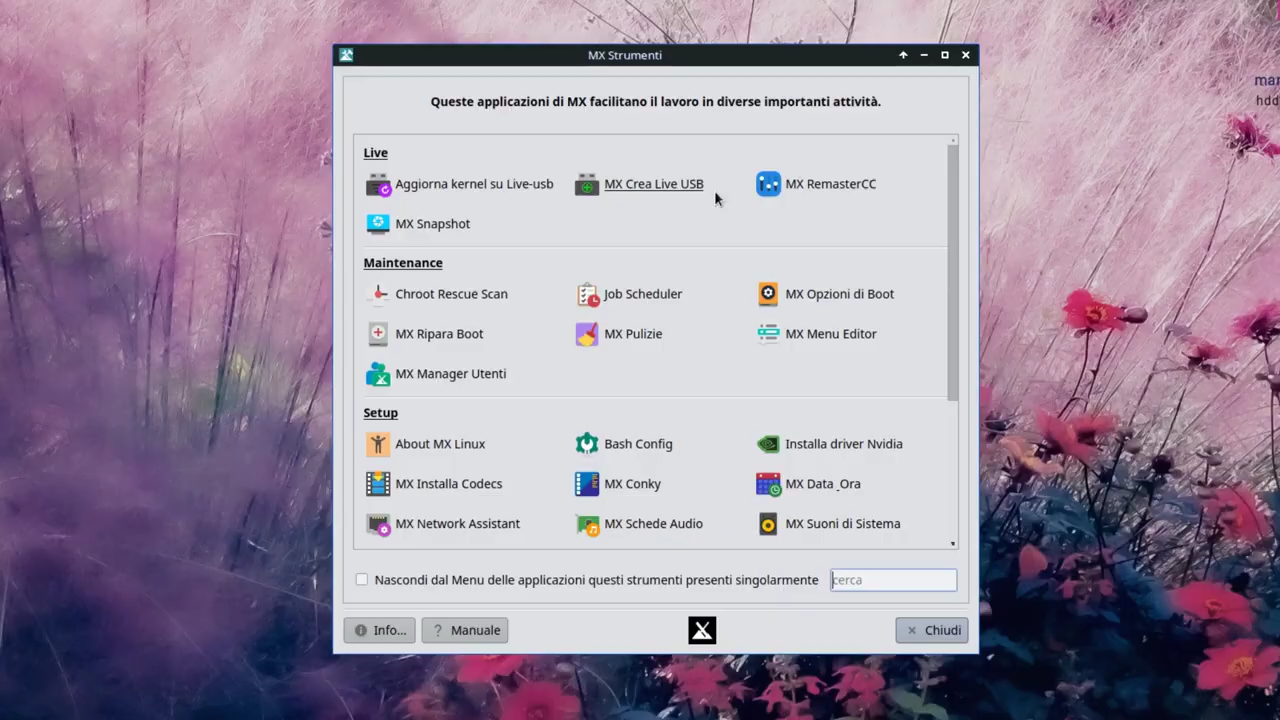 MX Strumenti
Queste applicazioni di MX facilitano il lavoro in diverse importanti attività.
Live
Aggiorna kernel su Live-usb
MX Crea Live USB
MX RemasterCC
MX Snapshot
Maintenance
Chroot Rescue Scan
Job Scheduler
MX Opzioni di Boot
MX Ripara Boot
MX Pulizie
MX Menu Editor
MX Manager Utenti
Setup
About MX Linux
Bash Config
Installa driver Nvidia
MX Installa Codecs
MX Conky
MX Data _Ora
MX Network Assistant
MX Schede Audio
MX Suoni di Sistema
Nascondi dal Menu delle applicazioni questi strumenti presenti singolarmente
cerca
Info...
? Manuale
Chiudi
hdd